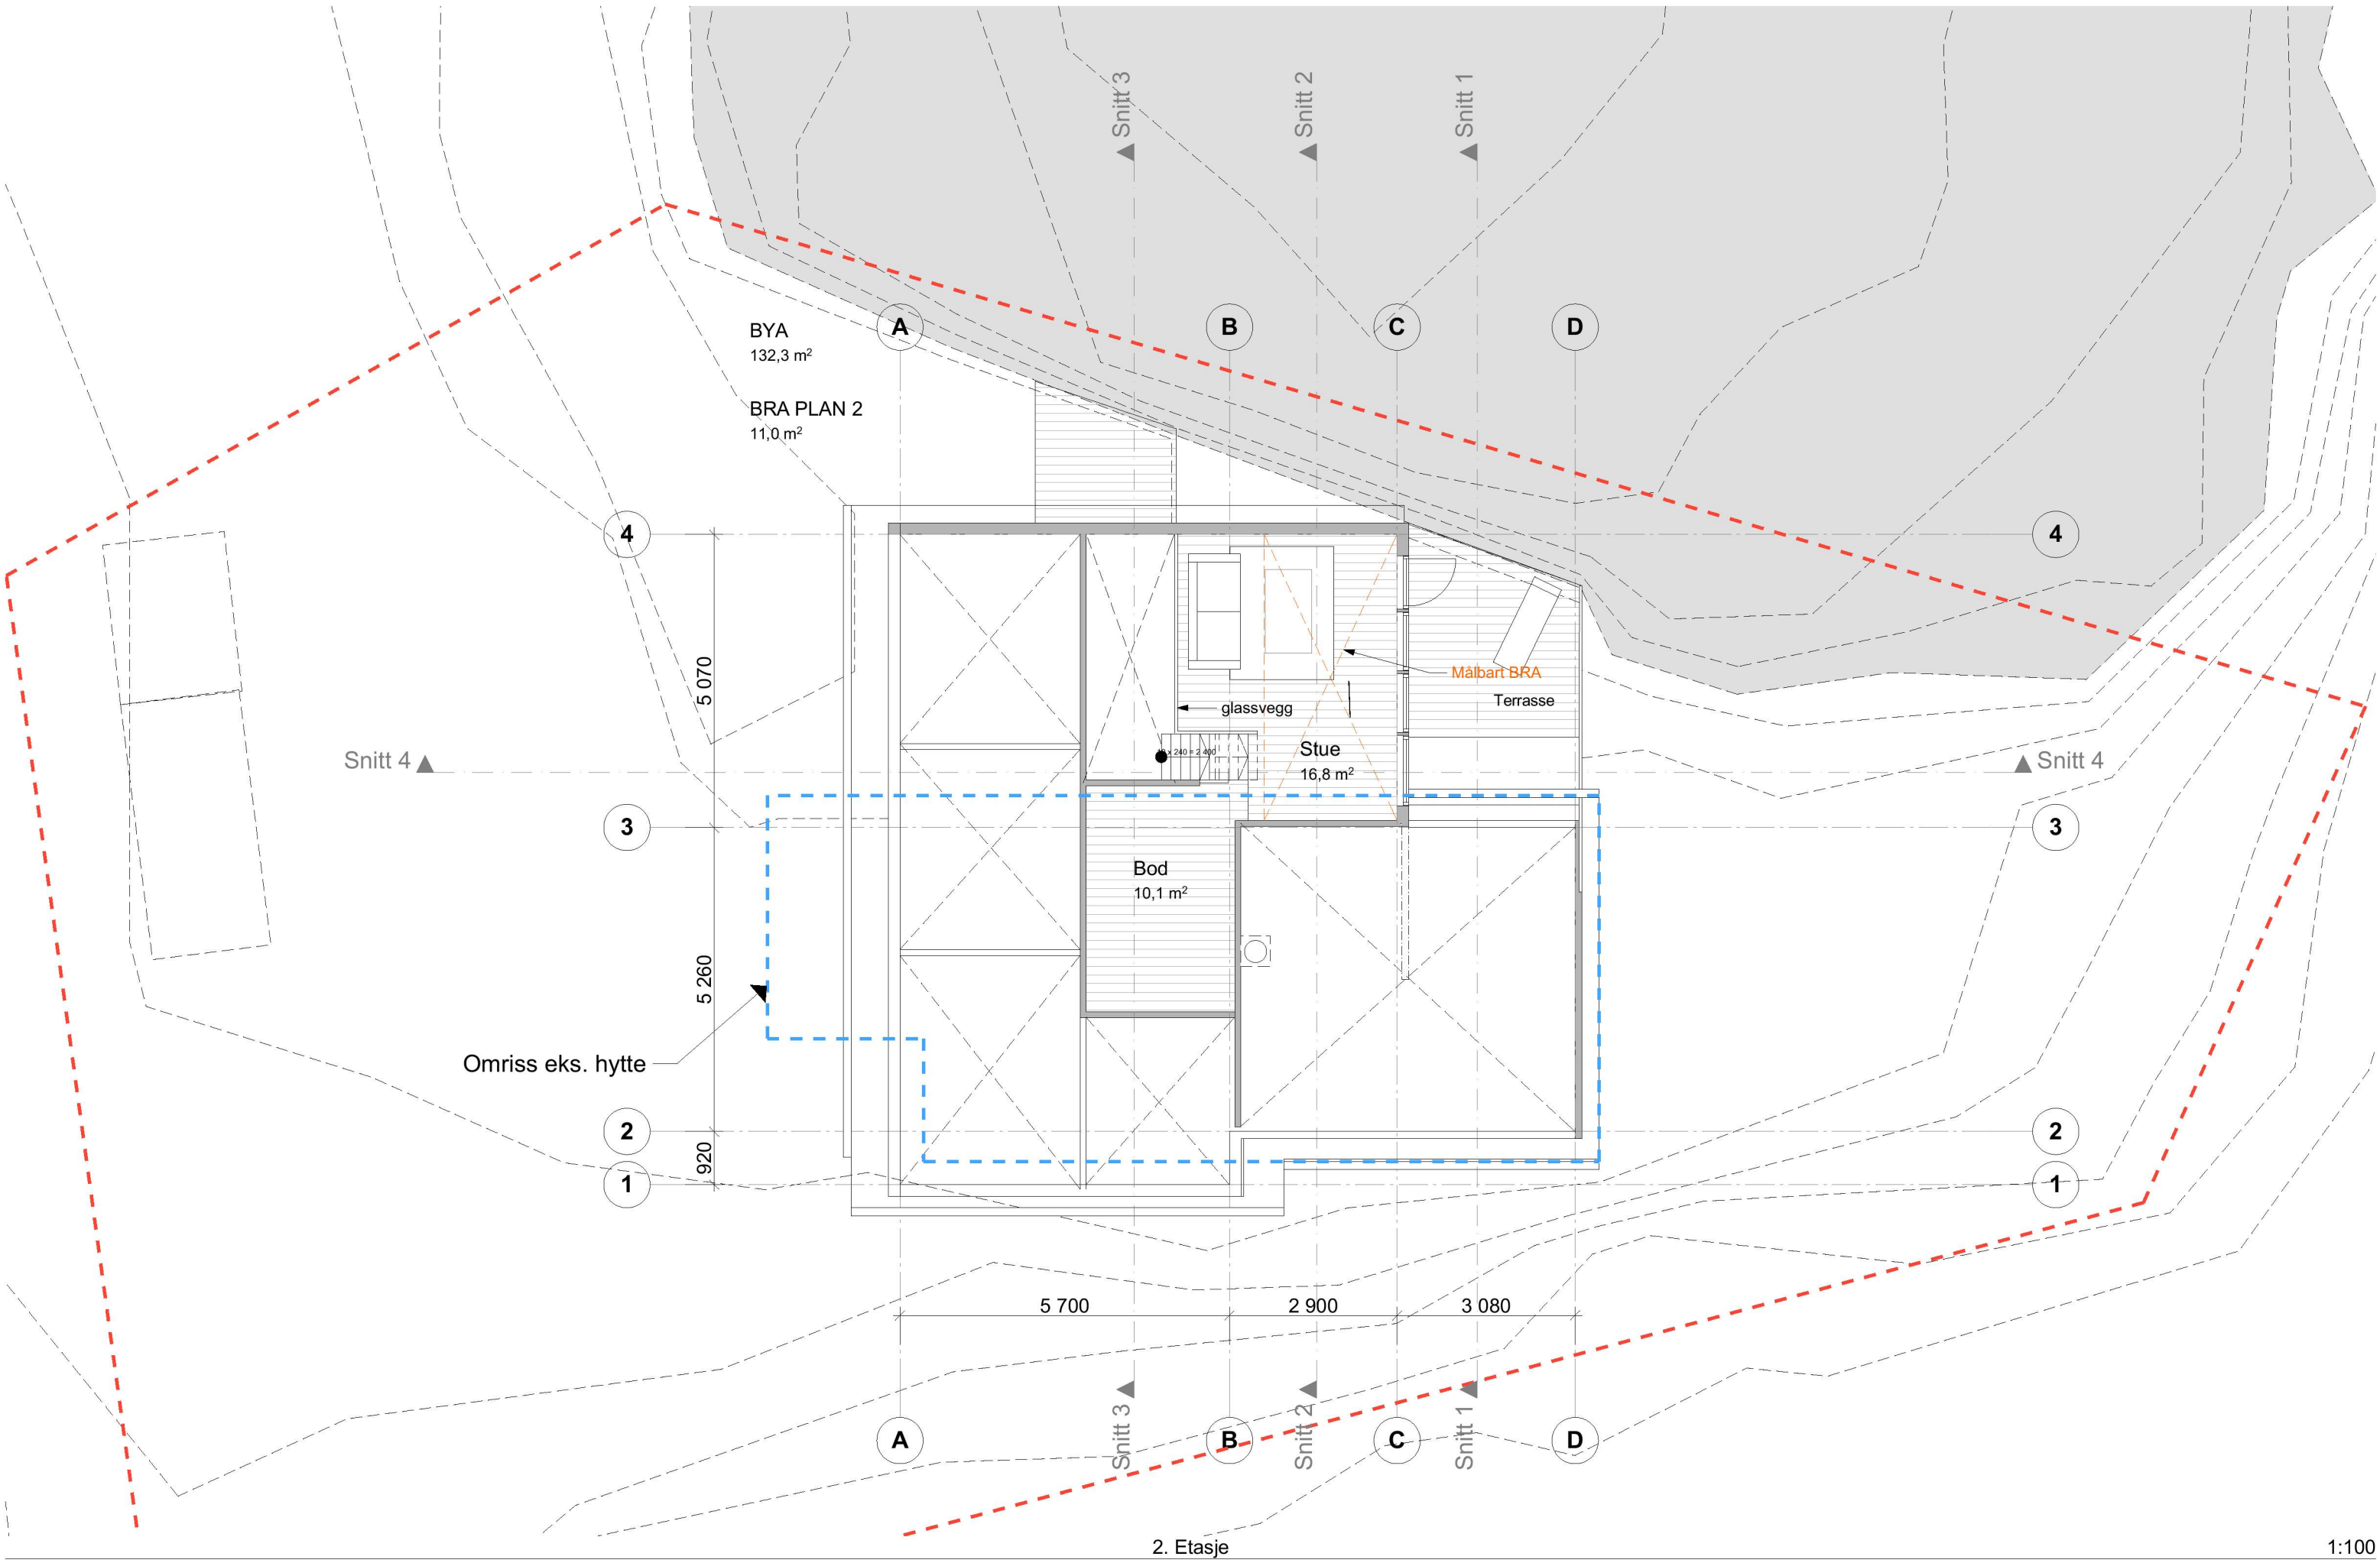 Snitt 3
Snitt 2
Snitt 1
BYA
132,3 m²
A
B
C
D
BRA PLAN 2
11,0 m²
4
4
5 070
Målbart BRA
Terrasse
glassvegg
Stue
16,8 m²
x 240 = 2 400
Snitt 4
Snitt 4
3
3
Bod
10,1 m²
5 260
Omriss eks. hytte
2
2
920
1
1
5 700
2 900
3 080
Snitt 3
Snitt 2
Snitt 1
A
B
C
D
2. Etasje
1:100